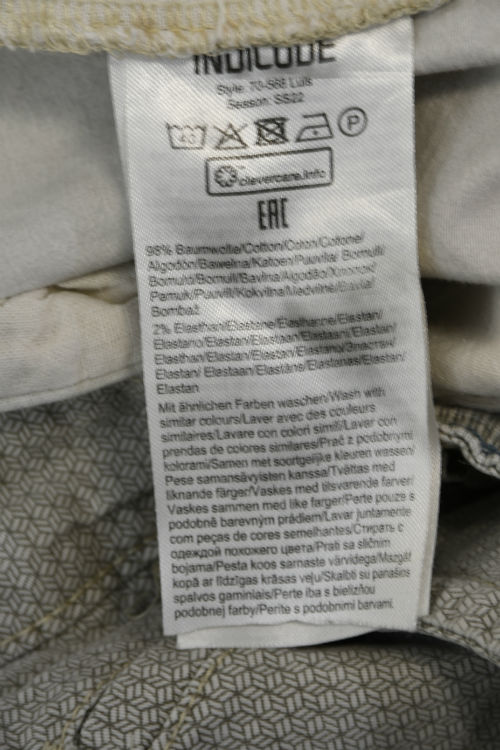 INDICODE
Style: 70-568 Luis
Season: SS22
40 P
clevercare.info
EAC
98% Baumwolle/Cotton/Coton/Cotone/
Algodón/Bawełna/Katoen/Puuvilla/ Bomull/
Bomuld/Bomull/Bavlna/Algodão/Хлопок/
Pamuk/Puuvill/Kokvilna/Medvilnė/
Bombaž
2% Elasthan/Elastane/Elasthanne/Elastan/
Elastano/Elastan/Elastaan/Elastaani/Elastan/
Elasthan/Elastan/Elastan/Elastano/Эластан/
Elastan/ Elastaan/Elastāns/Elastanas/Elastan/
Elastan
Mit ähnlichen Farben waschen/Wash with
similar colours/Laver avec des couleurs
similaires/Lavare con colori simili/Lavar con
prendas de colores similares/Prać z podobnymi
kolorami/Samen met soortgelijke kleuren wassen/
Pese samansävyisten kanssa/Tvättas med
liknande färger/Vaskes med tilsvarende farver/
Vaskes sammen med like farger/Perte pouze s
podobně barevným prádlem/Lavar juntamente
com peças de cores semelhantes/Стирать с
одеждой похожего цвета/Prati sa sličnim
bojama/Pesta koos sarnaste värvidega/Mazgāt
kopā ar līdzīgas krāsas veļu/Skalbti su panašios
spalvos gaminiais/Perte iba s bielizňou
podobnej farby/Perite s podobnimi barvami.